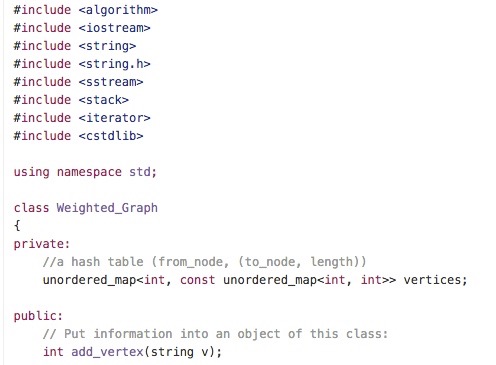 #include <algorithm>
#include <iostream>
#include <string>
#include <string.h>
#include <sstream>
#include <stack>
#include <iterator>
#include <cstdlib>
using namespace std;
class Weighted_Graph
{
private:
//a hash table (from_node, (to_node, length))
unordered_map<int, const unordered_map<int, int>> vertices;
public:
// Put information into an object of this class:
int add_vertex(string v);